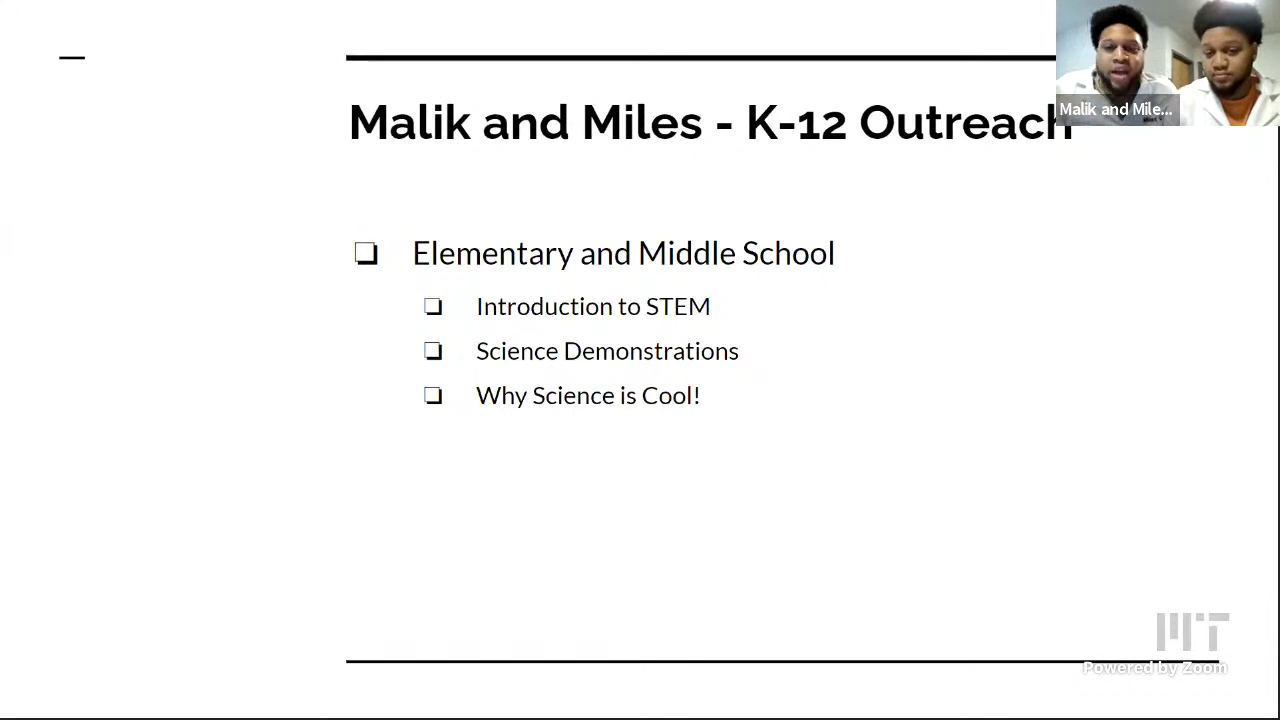 Malik and Mile...
Malik and Miles - K-12 Outreach
Elementary and Middle School
Introduction to STEM
Science Demonstrations
Why Science is Cool!
MIT
Powered by Zoom